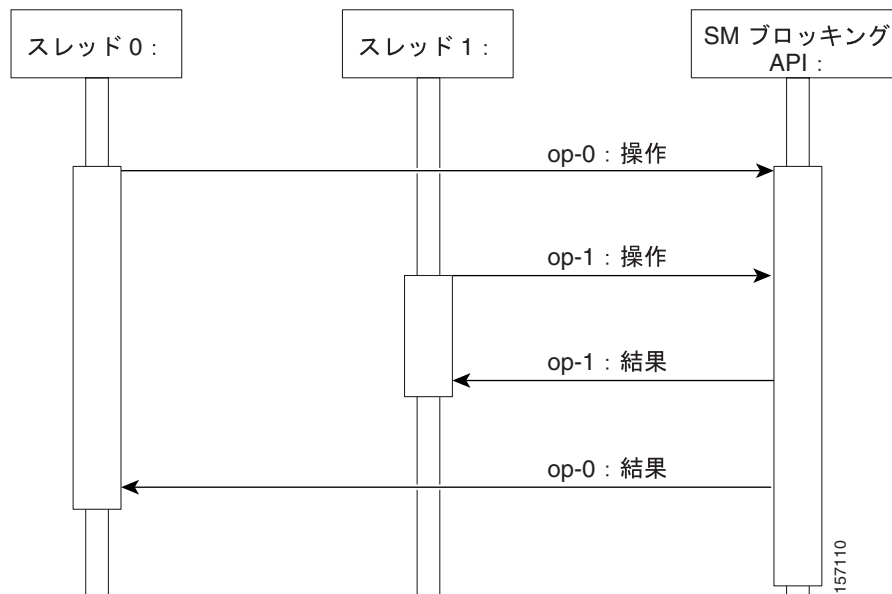 スレッド 0 :
スレッド 1 :
SM ブロッキング
API :
op-0 : 操作
op-1 : 操作
op-1 : 結果
op-0 : 結果
157110